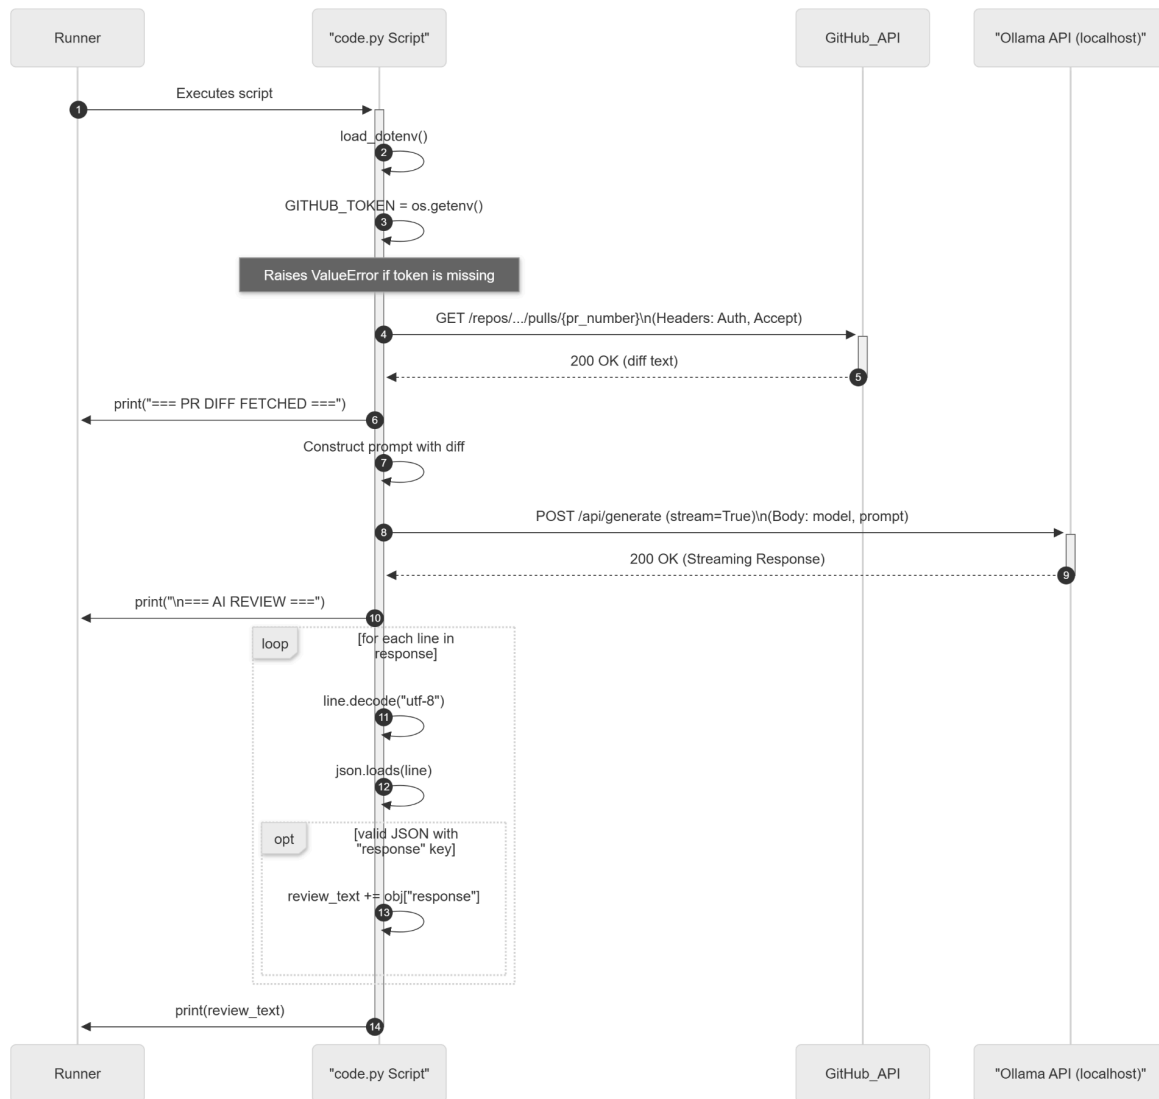 Runner
"code.py Script"
GitHub_API
"Ollama API (localhost)"
Executes script
1
load_dotenv()
2
GITHUB_TOKEN = os.getenv()
3
Raises ValueError if token is missing
GET /repos/.../pulls/{pr_number}\n(Headers: Auth, Accept)
4
200 OK (diff text)
5
print("=== PR DIFF FETCHED ===")
6
Construct prompt with diff
7
POST /api/generate (stream=True)\n(Body: model, prompt)
8
200 OK (Streaming Response)
9
print("\n=== AI REVIEW ===")
10
loop
[for each line in
response]
line.decode("utf-8")
11
json.loads(line)
12
opt
[valid JSON with
"response" key]
review_text += obj["response"]
13
print(review_text)
14
Runner
"code.py Script"
GitHub_API
"Ollama API (localhost)"